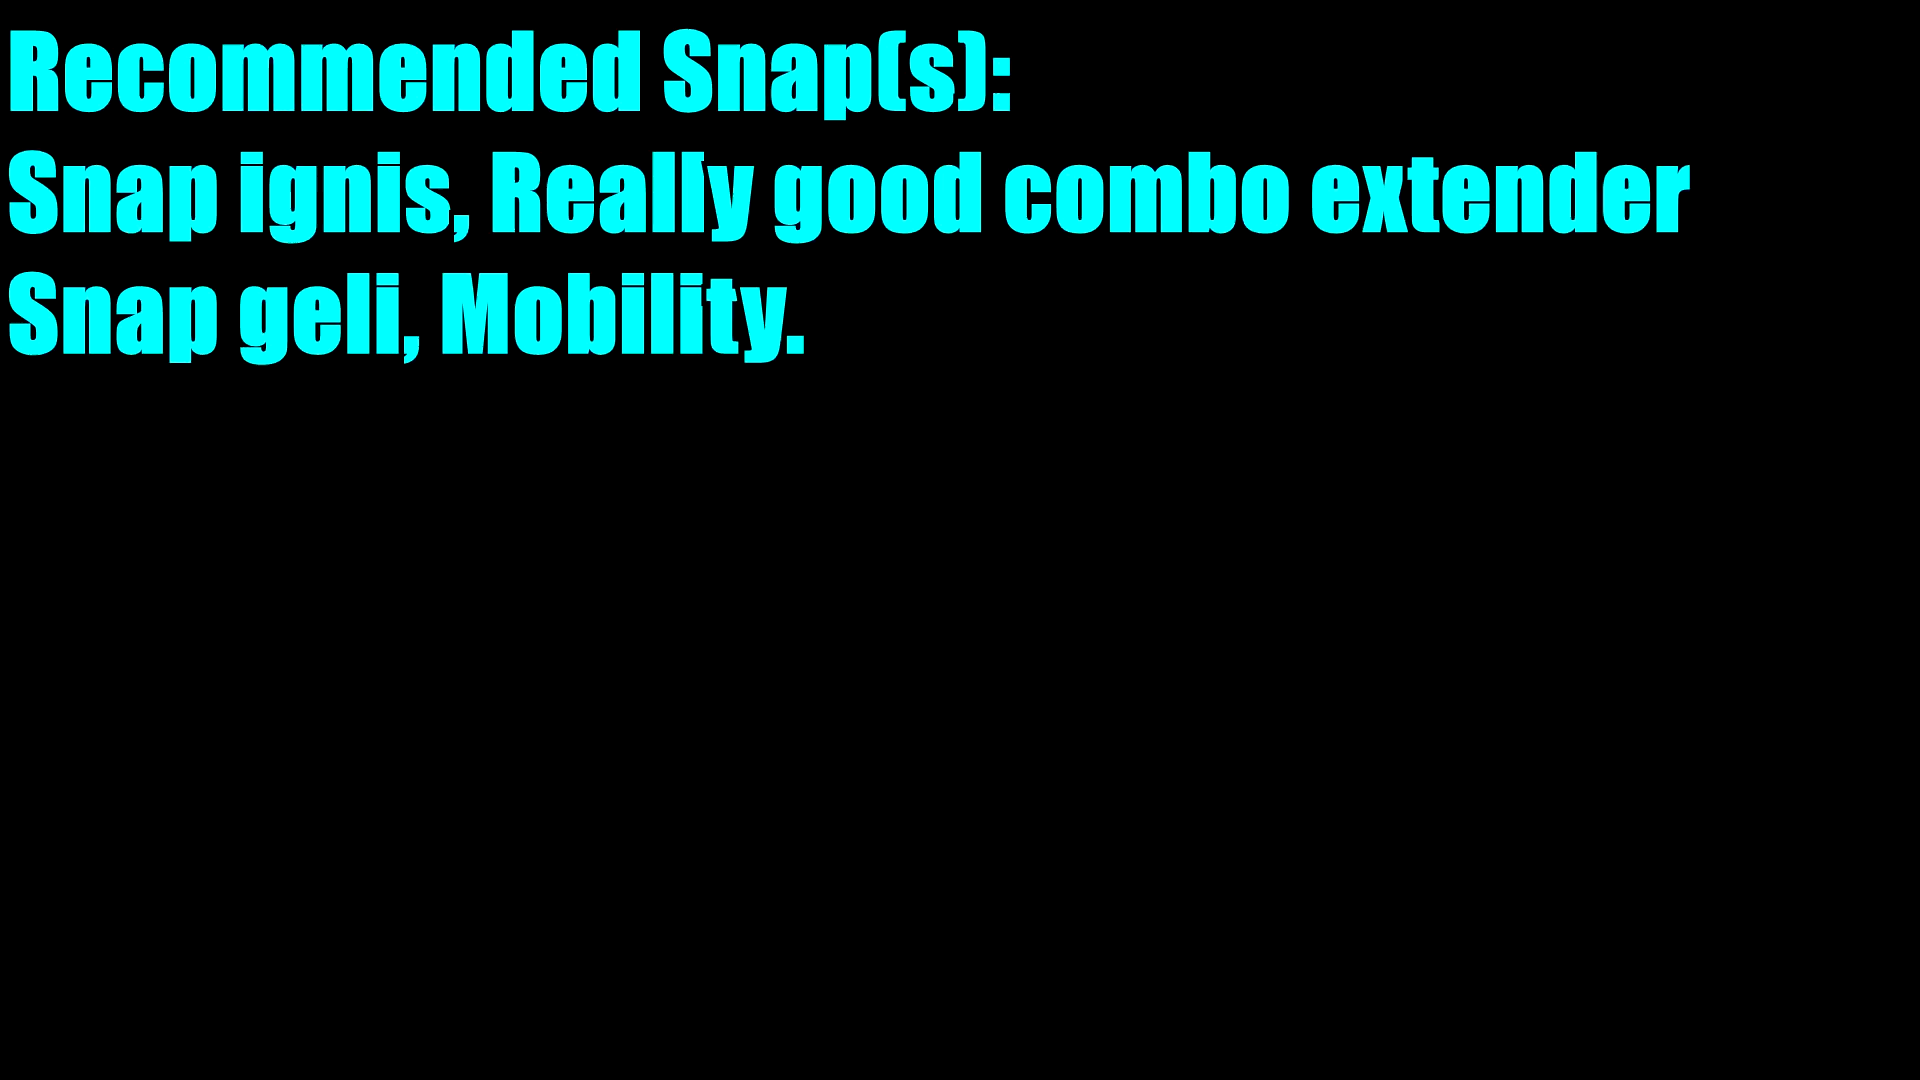 Recommended Snap(s):
Snap ignis, Really good combo extender
Snap geli, Mobility.